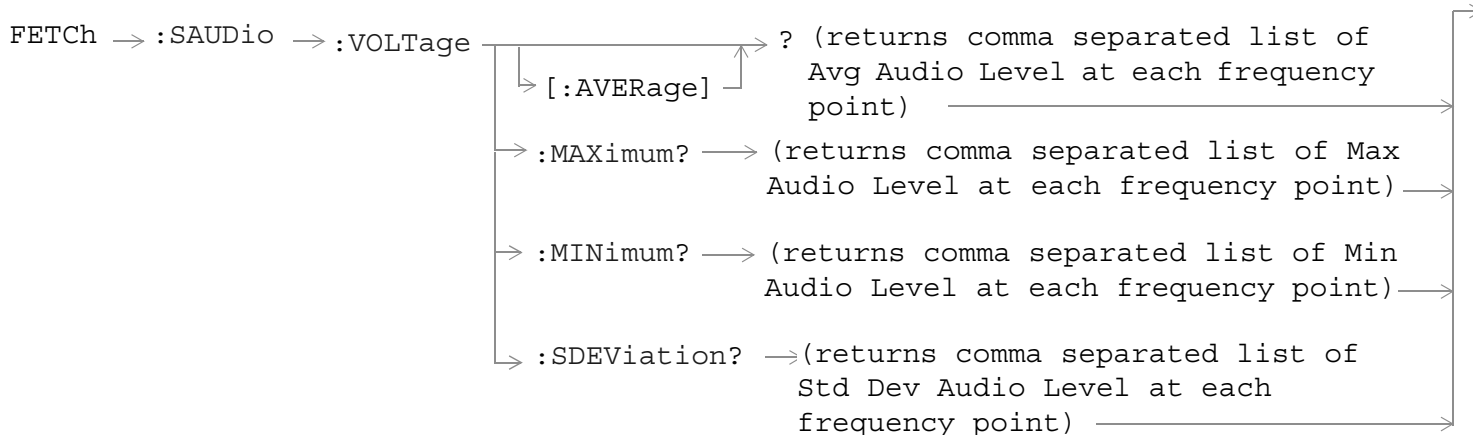 FETCh :SAUDio :VOLTage ? (returns comma separated list of
Avg Audio Level at each frequency
[:AVERage]
point)
:MAXimum? (returns comma separated list of Max
Audio Level at each frequency point)
:MINimum? (returns comma separated list of Min
Audio Level at each frequency point)
:SDEViation? (returns comma separated list of
Std Dev Audio Level at each
frequency point)